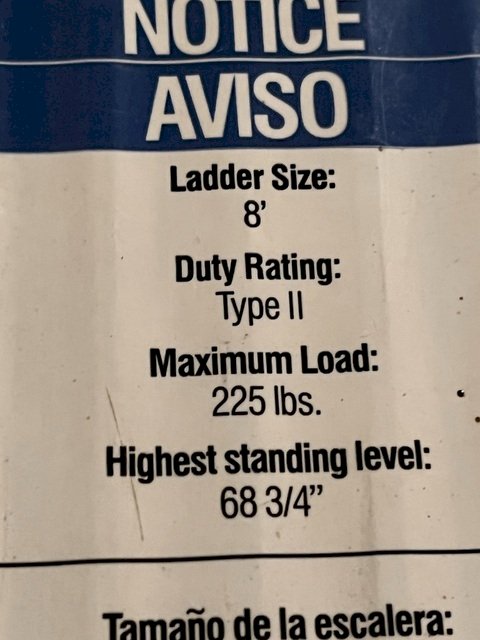 NOTICE
AVISO
Ladder Size:
8’
Duty Rating:
Type II
Maximum Load:
225 lbs.
Highest standing level:
68 3/4”
Tamaño de la escalera: